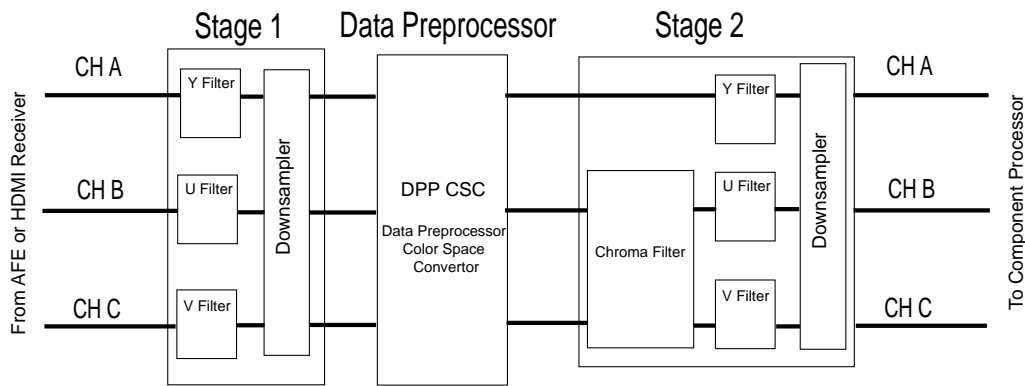 Stage 1
Data Preprocessor
Stage 2
CH A
CH A
Y Filter
Y Filter
From AFE or HDMI Receiver
CH B
U Filter
Downsampler
DPP CSC
Data Preprocessor
Color Space
Convertor
Chroma Filter
U Filter
Downsampler
CH B
To Component Processor
CH C
V Filter
V Filter
CH C